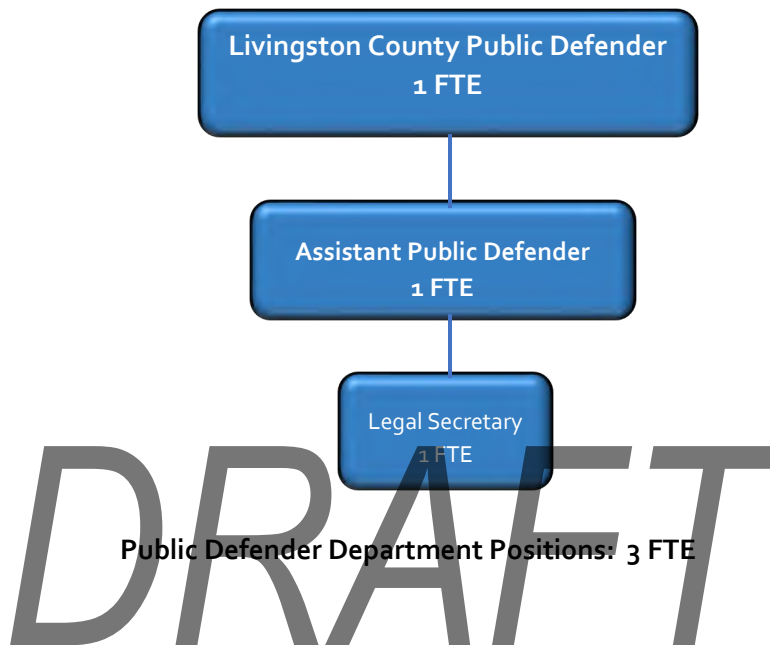 Livingston County Public Defender
1 FTE
Assistant Public Defender
1 FTE
Legal Secretary
1 FTE
Public Defender Department Positions: 3 FTE
DRAFT